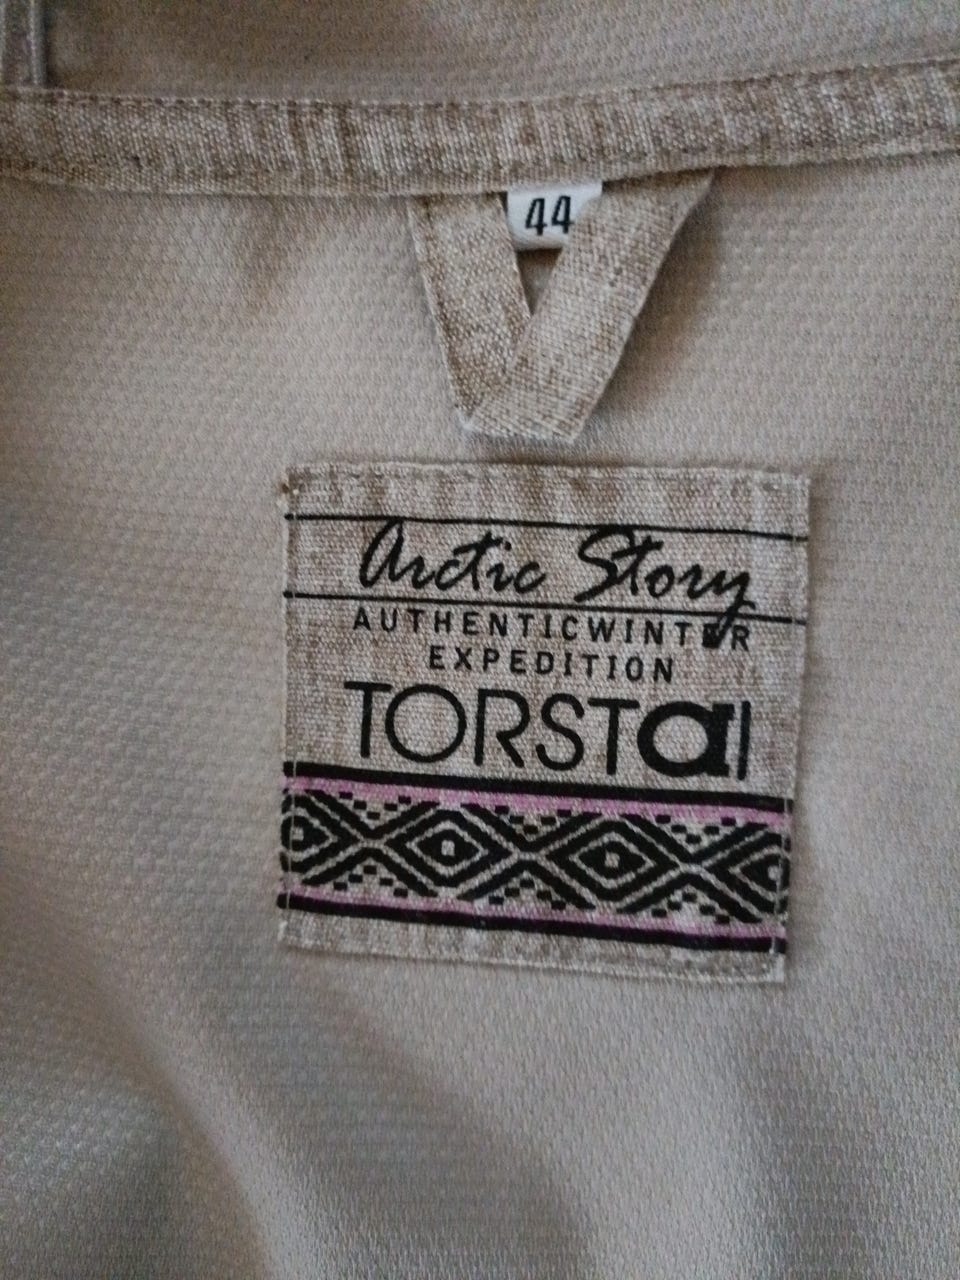 44
Arctic Story
AUTHENTICWINTER
EXPEDITION
TORSTaI